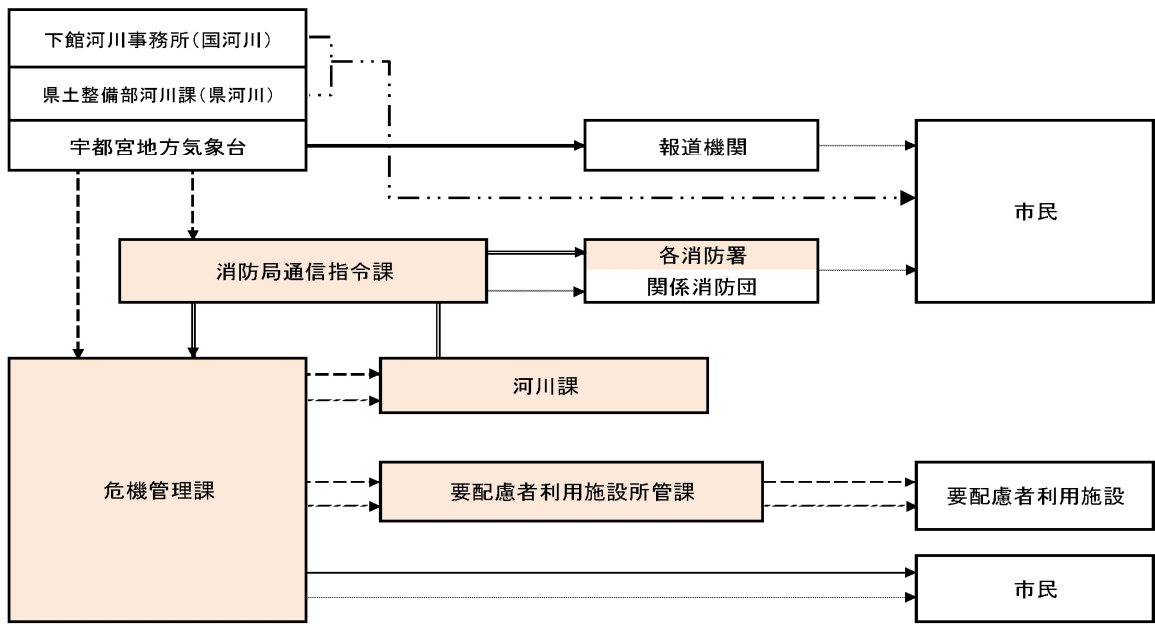 下館河川事務所（国河川）
県土整備部河川課（県河川）
宇都宮地方気象台
報道機関
市民
消防局通信指令課
各消防署
関係消防団
河川課
危機管理課
要配慮者利用施設所管課
要配慮者利用施設
市民